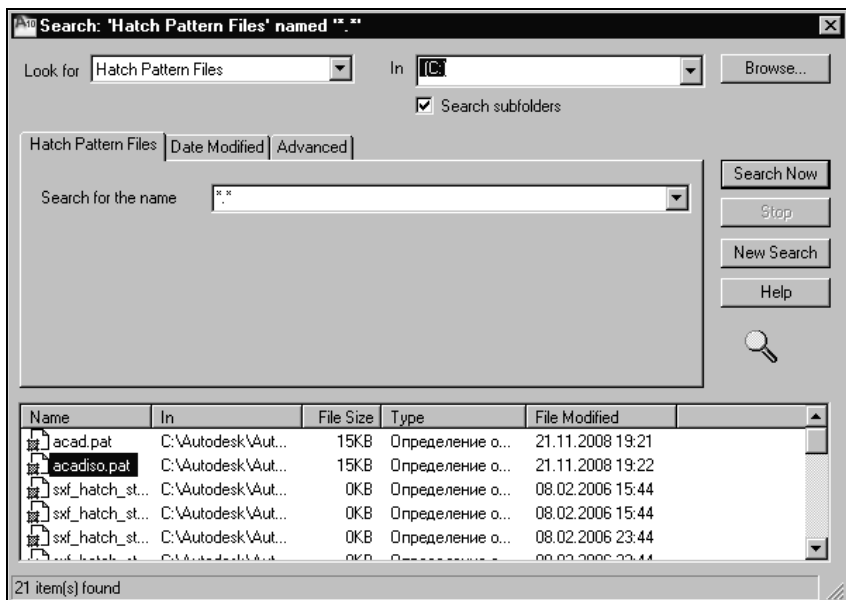 Search: 'Hatch Pattern Files' named '*.*'
Look for Hatch Pattern Files In (C:) Browse...
Search subfolders
Hatch Pattern Files Date Modified Advanced
Search Now
Search for the name *.*
Stop
New Search
Help
Name In File Size Type File Modified
acad.pat C:\Autodesk\Aut... 15KB Определение о... 21.11.2008 19:21
acadiso.pat C:\Autodesk\Aut... 15KB Определение о... 21.11.2008 19:22
sxf_hatch_st... C:\Autodesk\Aut... 0KB Определение о... 08.02.2006 15:44
sxf_hatch_st... C:\Autodesk\Aut... 0KB Определение о... 08.02.2006 15:44
sxf_hatch_st... C:\Autodesk\Aut... 0KB Определение о... 08.02.2006 23:44
21 item(s) found